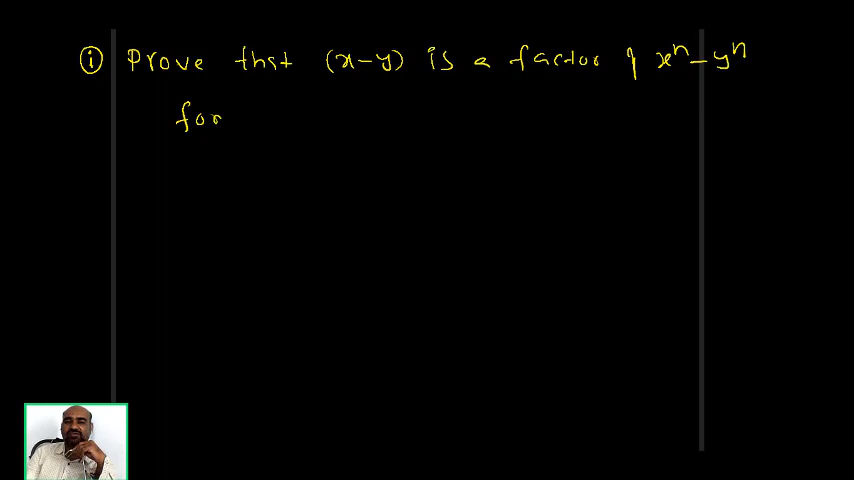 (i) Prove that (x-y) is a factor of xⁿ - yⁿ
for